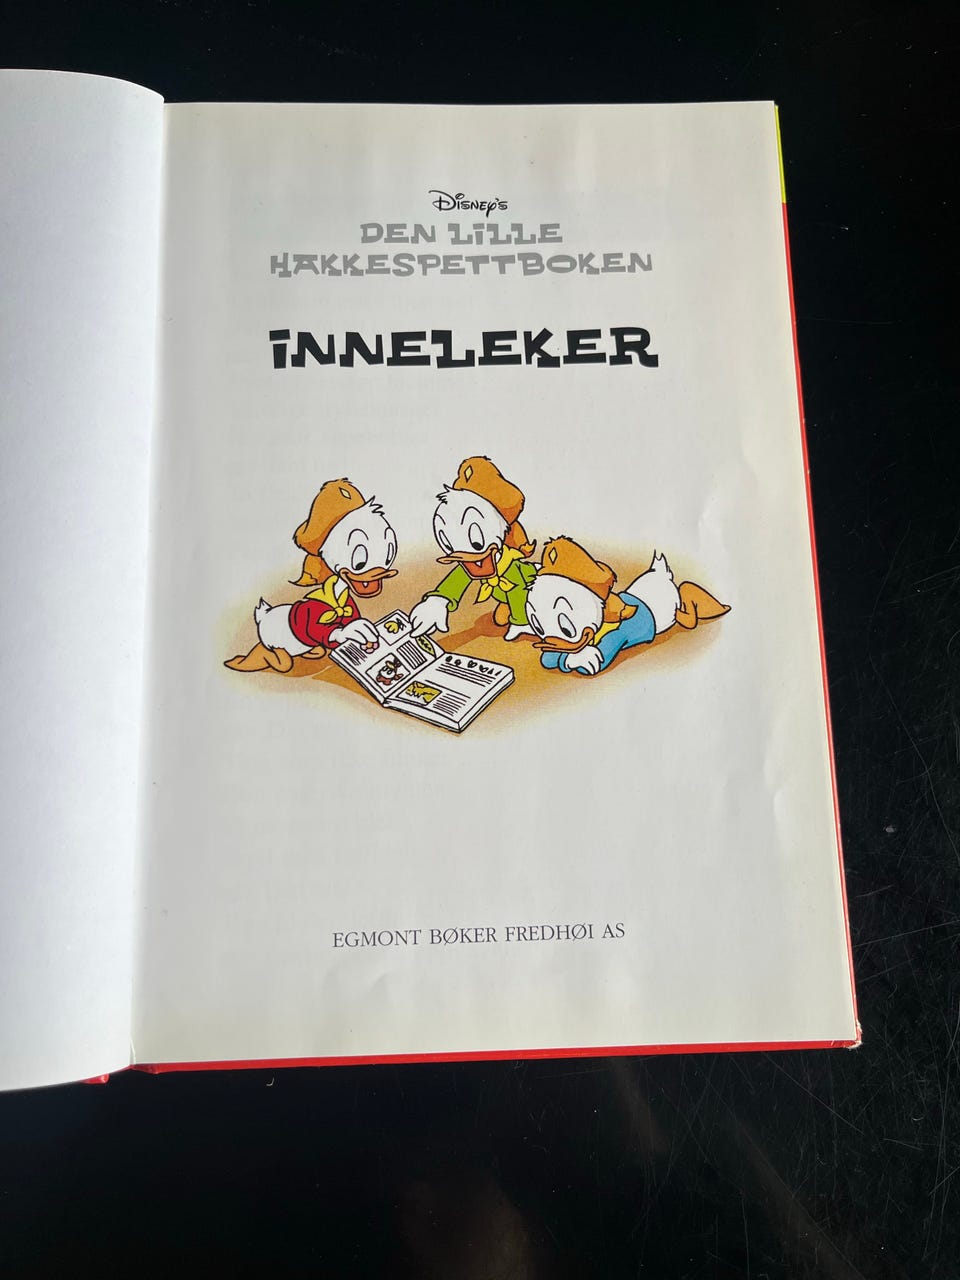 Disney's
DEN LILLE
HAKKESPETTBOKEN
INNELEKER
EGMONT BØKER FREDHØI AS